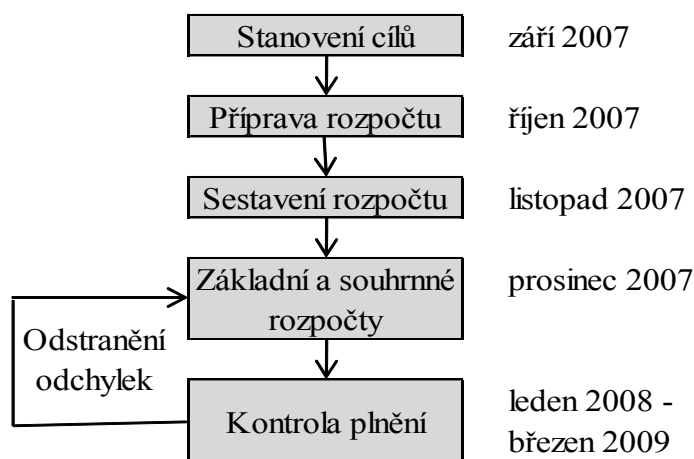 Stanovení cílů
září 2007
Příprava rozpočtu
říjen 2007
Sestavení rozpočtu
listopad 2007
Základní a souhrnné
rozpočty
prosinec 2007
Odstranění
odchylek
Kontrola plnění
leden 2008 -
březen 2009